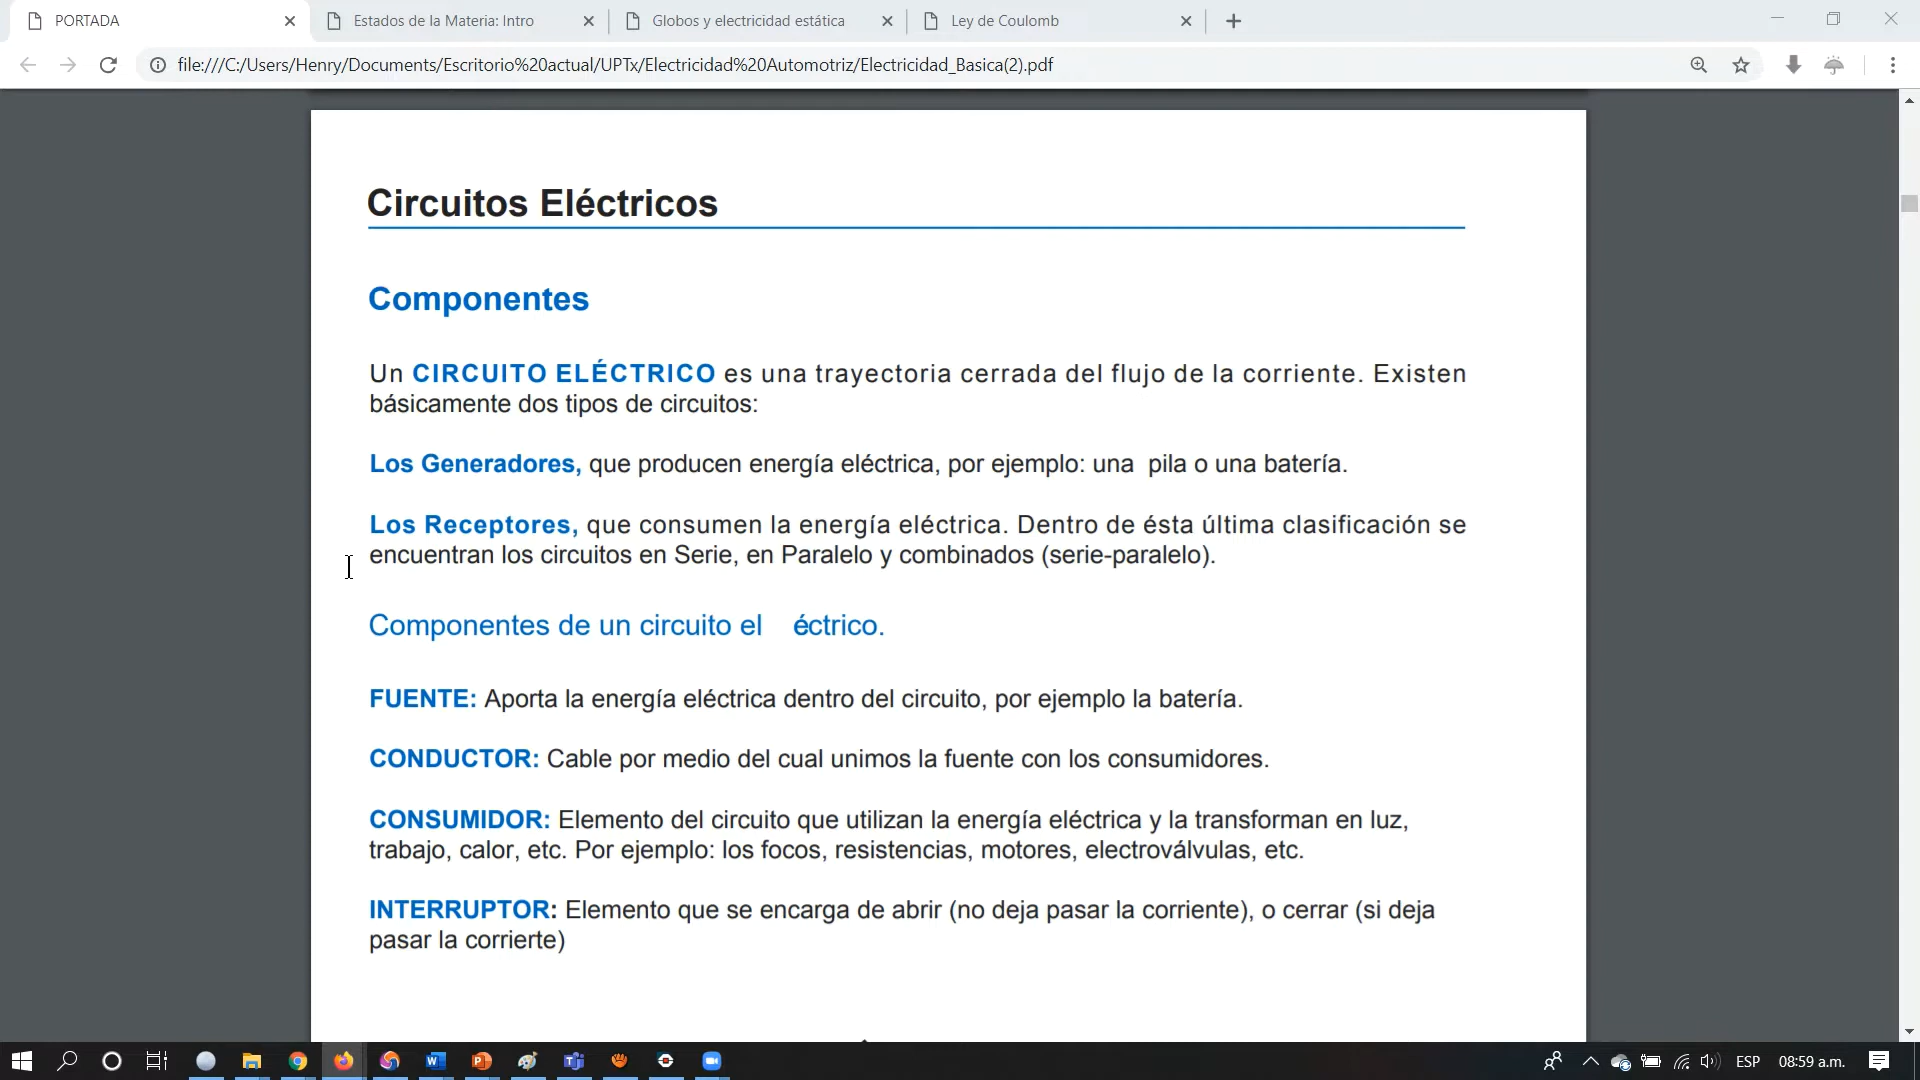 PORTADA
Estados de la Materia: Intro
Globos y electricidad estática
Ley de Coulomb
file:///C:/Users/Henry/Documents/Escritorio%20actual/UPTx/Electricidad%20Automotriz/Electricidad_Basica(2).pdf
Circuitos Eléctricos
Componentes
Un CIRCUITO ELÉCTRICO es una trayectoria cerrada del flujo de la corriente. Existen
básicamente dos tipos de circuitos:
Los Generadores, que producen energía eléctrica, por ejemplo: una pila o una batería.
Los Receptores, que consumen la energía eléctrica. Dentro de ésta última clasificación se
encuentran los circuitos en Serie, en Paralelo y combinados (serie-paralelo).
Componentes de un circuito el éctrico.
FUENTE: Aporta la energía eléctrica dentro del circuito, por ejemplo la batería.
CONDUCTOR: Cable por medio del cual unimos la fuente con los consumidores.
CONSUMIDOR: Elemento del circuito que utilizan la energía eléctrica y la transforman en luz,
trabajo, calor, etc. Por ejemplo: los focos, resistencias, motores, electroválvulas, etc.
INTERRUPTOR: Elemento que se encarga de abrir (no deja pasar la corriente), o cerrar (si deja
pasar la corrierte)
ESP
08:59 a.m.